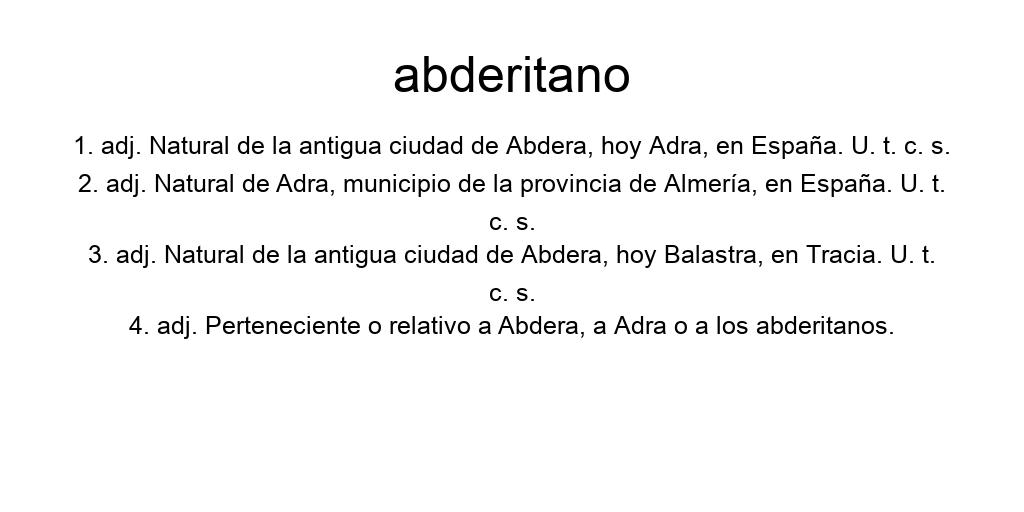 abderitano
1. adj. Natural de la antigua ciudad de Abdera, hoy Adra, en España. U. t. c. s.
2. adj. Natural de Adra, municipio de la provincia de Almería, en España. U. t.
c. s.
3. adj. Natural de la antigua ciudad de Abdera, hoy Balastra, en Tracia. U. t.
c. s.
4. adj. Perteneciente o relativo a Abdera, a Adra o a los abderitanos.